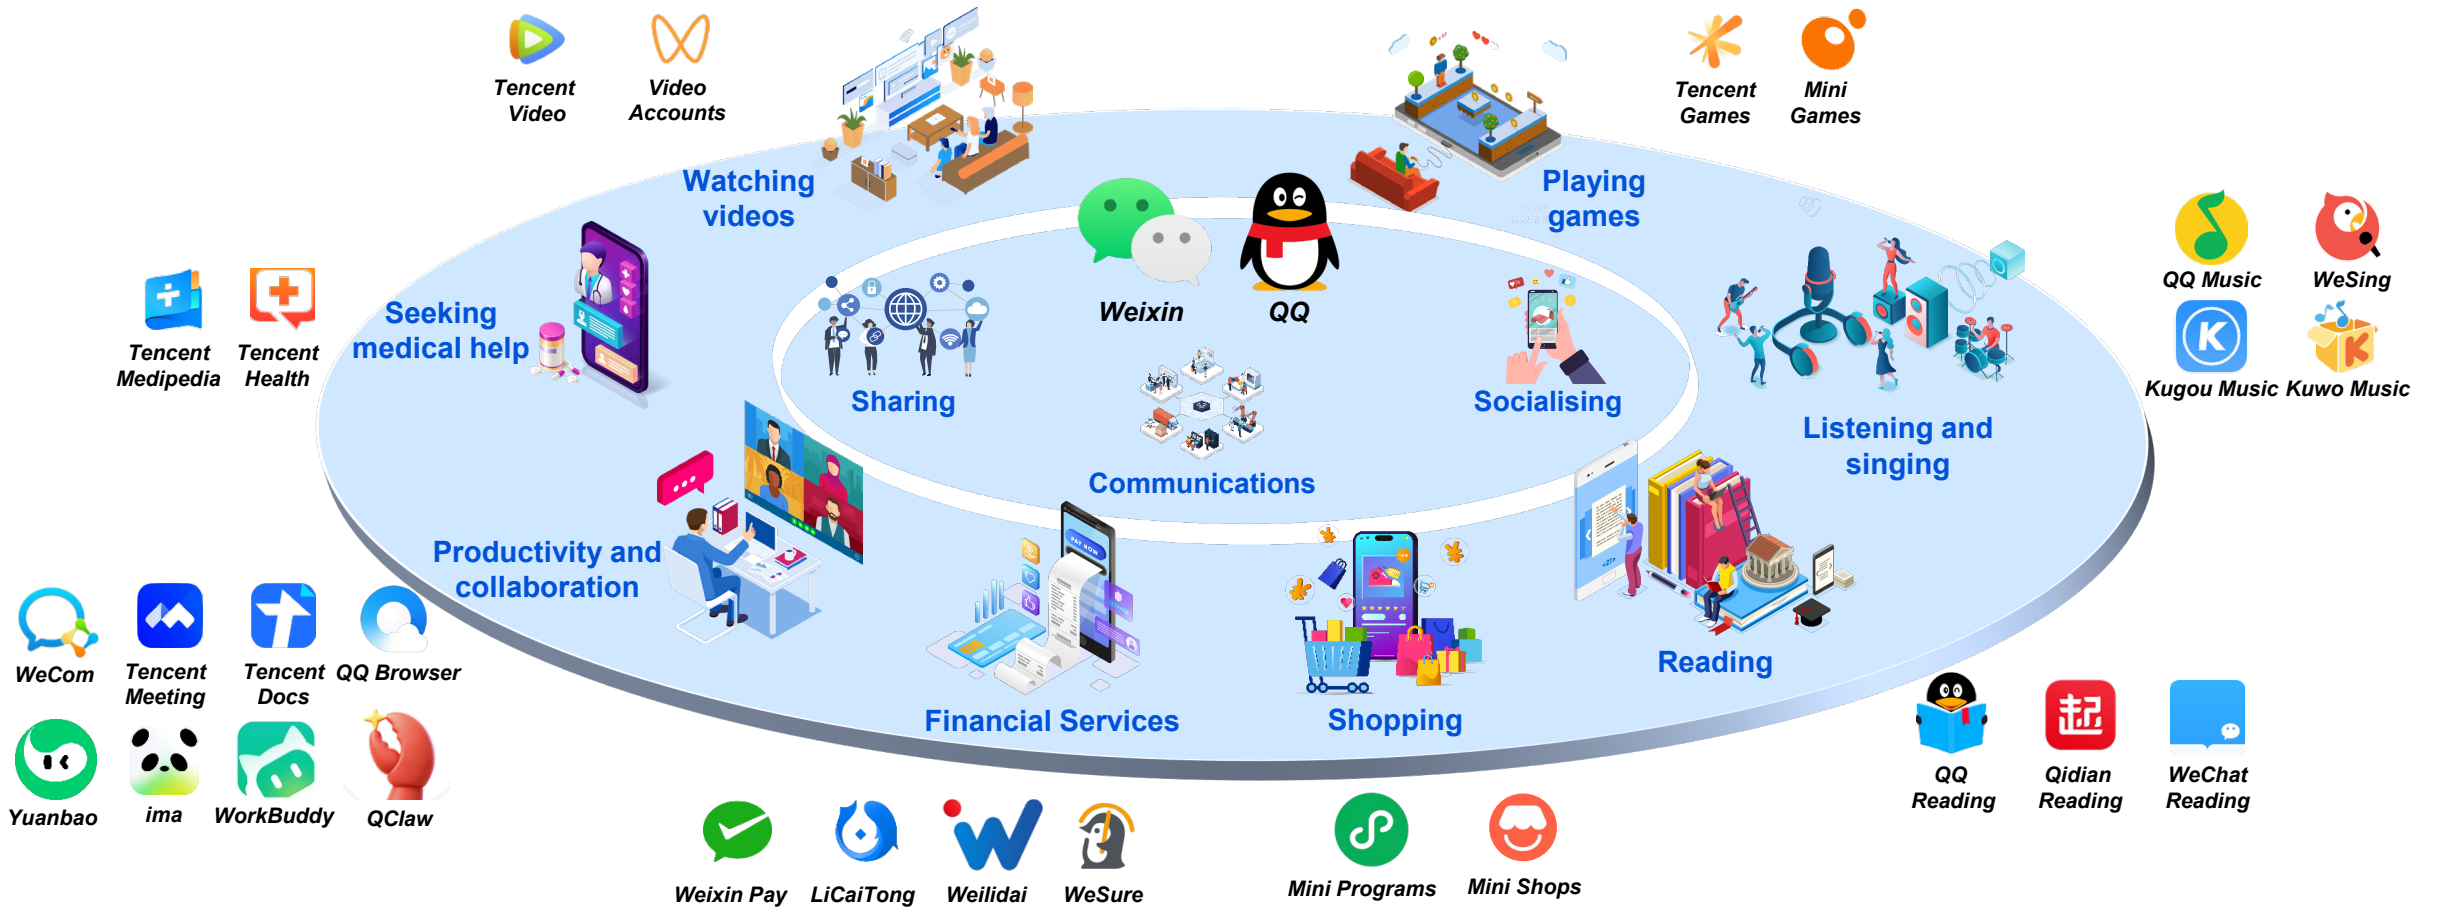 Tencent
Video
Video
Accounts
Tencent
Games
Mini
Games
Watching
videos
Playing
games
QQ Music
WeSing
Kugou Music
Kuwo Music
Tencent
Medipedia
Tencent
Health
Seeking
medical help
Weixin
QQ
Sharing
Socialising
Communications
Listening and
singing
Productivity and
collaboration
PAY NOW
Financial Services
Shopping
Reading
WeCom
Tencent
Meeting
Tencent
Docs
QQ Browser
Yuanbao
ima
WorkBuddy
QClaw
起
QQ
Reading
Qidian
Reading
WeChat
Reading
Weixin Pay
LiCaiTong
Weilidai
WeSure
Mini Programs
Mini Shops